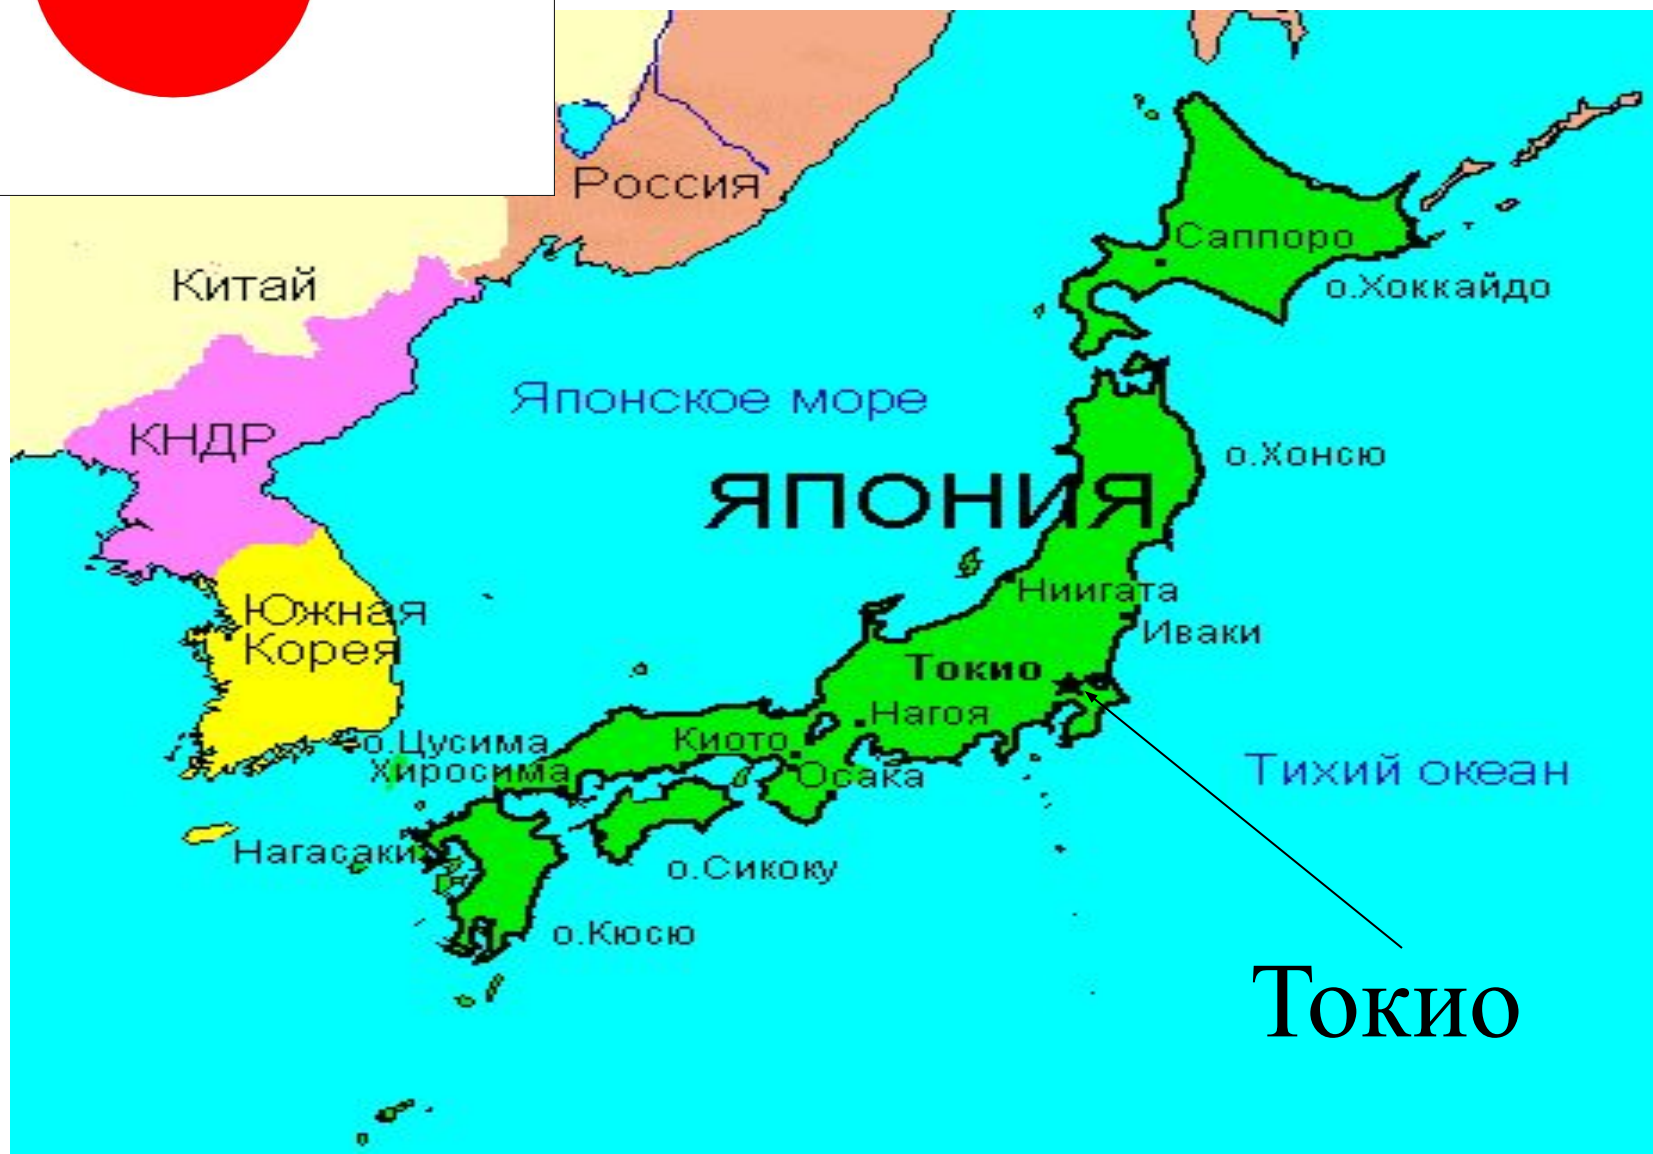 Россия
Саппоро
Китай
о.Хоккайдо
Японское море
КНДР
о.Хонсю
ЯПОНИЯ
Ниигата
Южная
Корея
Иваки
Токио
Нагоя
Киото
о.Цусима
Хиросима
Осака
Тихий океан
Нагасаки
о.Сикоку
о.Кюсю
Токио